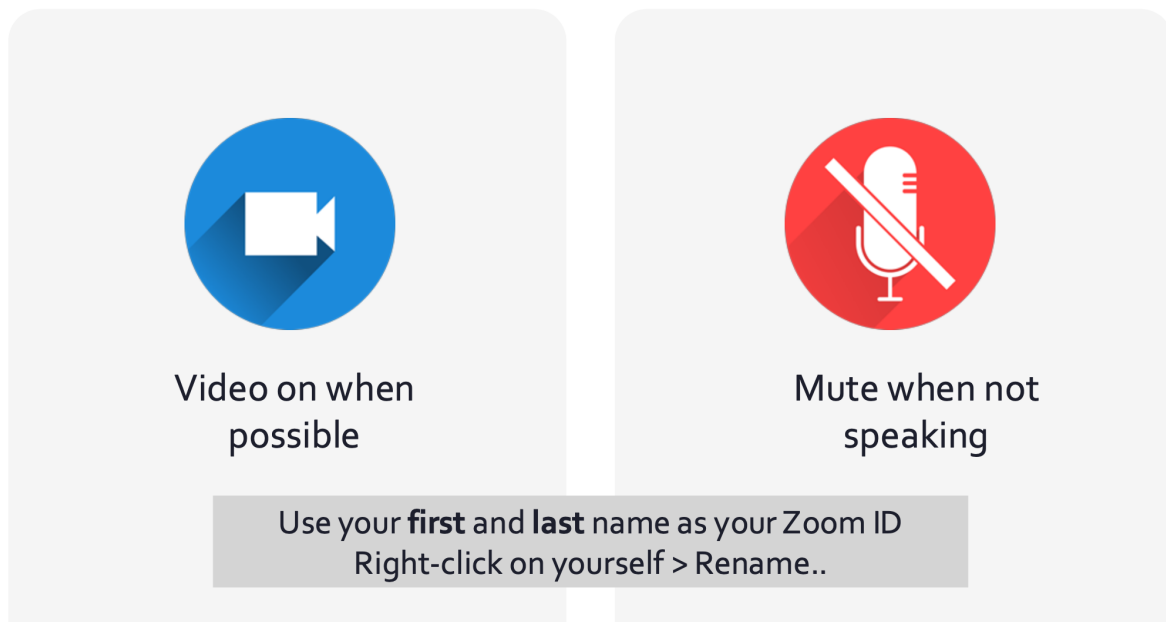 Video on when
possible
Mute when not
speaking
Use your first and last name as your Zoom ID
Right-click on yourself > Rename..